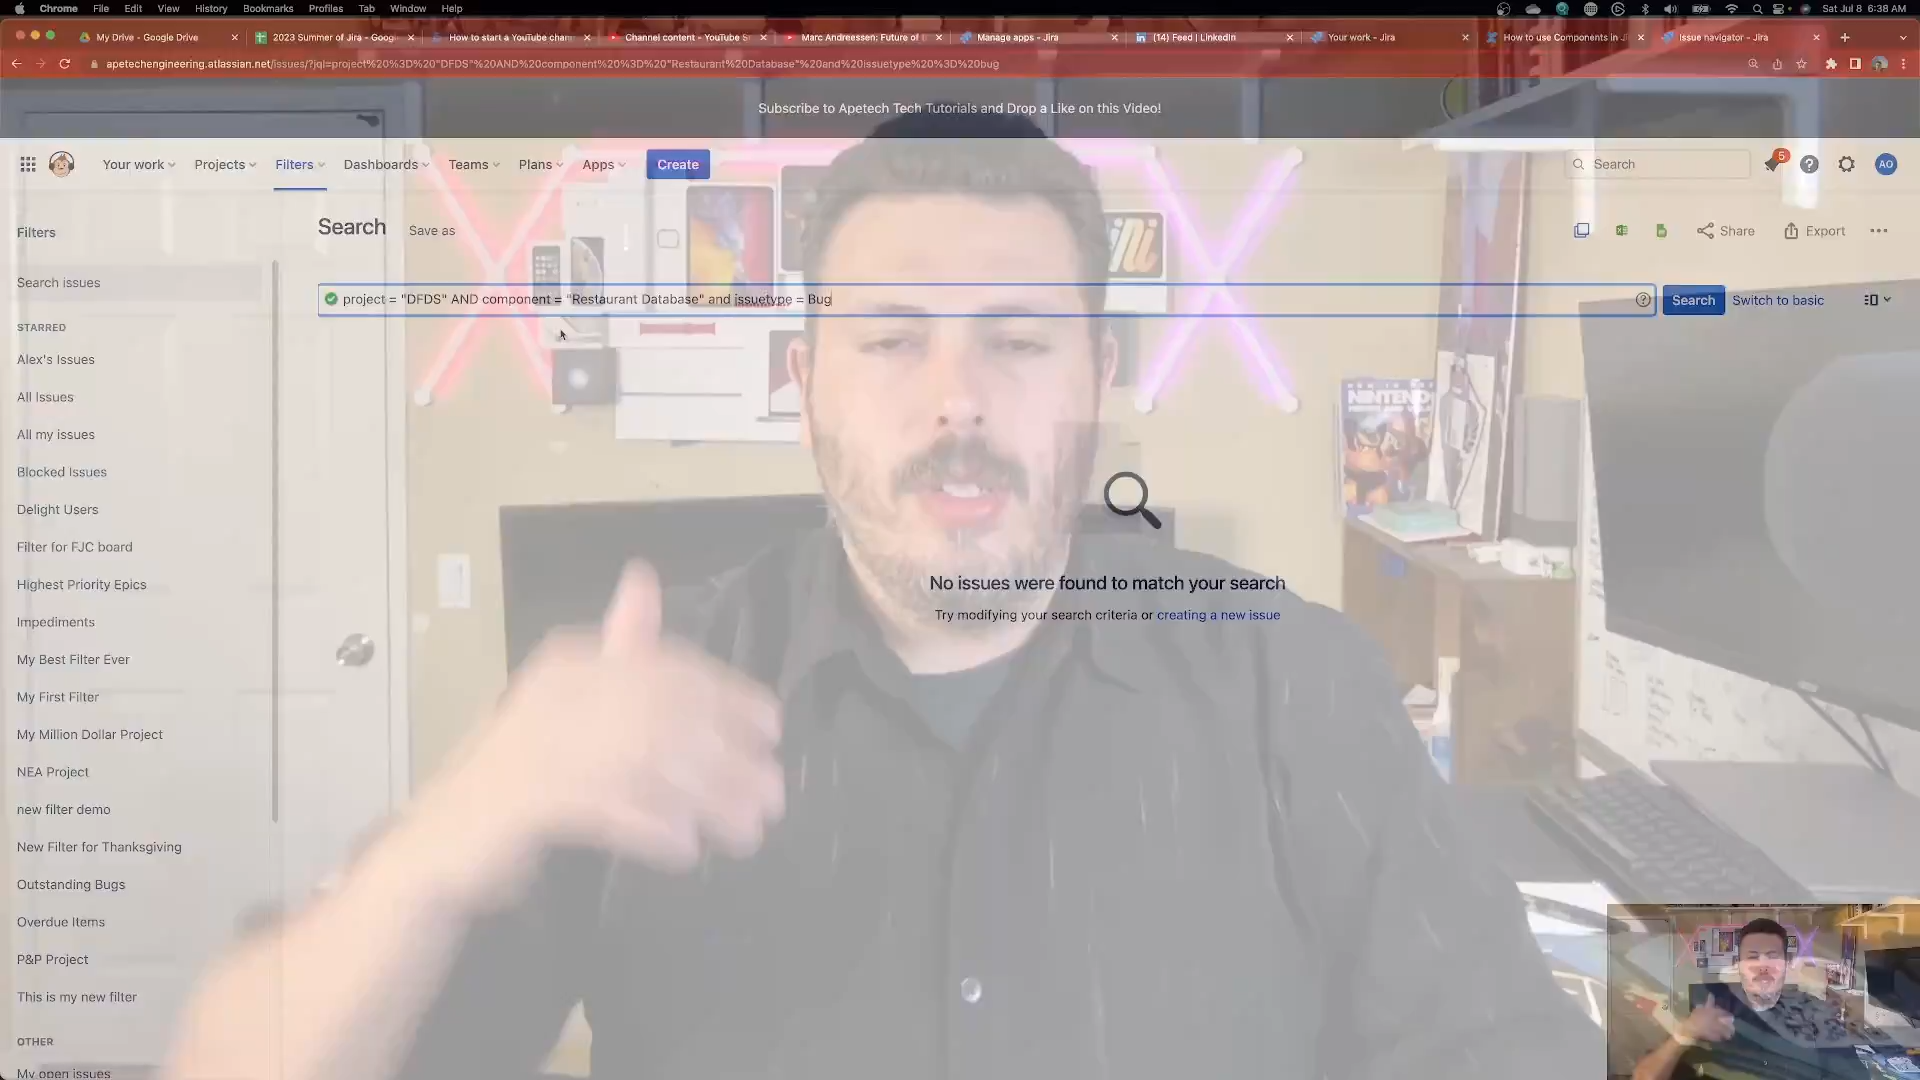 Chrome File Edit View History Bookmarks Profiles Tab Window Help Sat Jul 8 6:38 AM
My Drive - Google Drive 2023 Summer of Jira - Goog How to start a YouTube chan Channel content - YouTube S Marc Andreessen: Future of Manage apps - Jira (14) Feed | LinkedIn Your work - Jira How to use Components in Ji Issue navigator - Jira
apetechengineering.atlassian.net/issues/?jql=project%20%3D%20"DFDS"%20AND%20component%20%3D%20"Restaurant%20Database"%20and%20issuetype%20%3D%20bug
Subscribe to Apetech Tech Tutorials and Drop a Like on this Video!
Your work Projects Filters Dashboards Teams Plans Apps Create Search 5 AO
Filters
Search Save as
Share Export
Search issues
project = "DFDS" AND component = "Restaurant Database" and issuetype = Bug
Search Switch to basic
STARRED
Alex's Issues
All Issues
All my issues
Blocked Issues
Delight Users
Filter for FJC board
Highest Priority Epics
Impediments
My Best Filter Ever
My First Filter
My Million Dollar Project
NEA Project
new filter demo
New Filter for Thanksgiving
Outstanding Bugs
Overdue Items
P&P Project
This is my new filter
OTHER
My open issues
No issues were found to match your search
Try modifying your search criteria or creating a new issue
NINTENDO